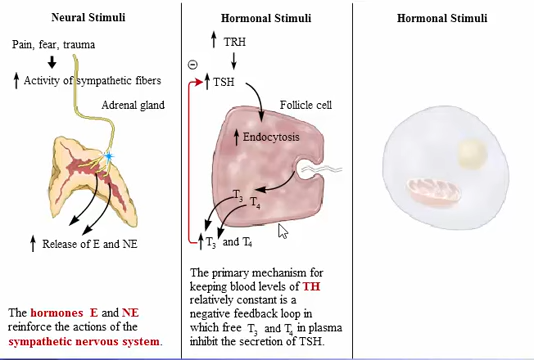 Neural Stimuli
Pain, fear, trauma
Activity of sympathetic fibers
Adrenal gland
Release of E and NE
The hormones E and NE
reinforce the actions of the
sympathetic nervous system.
Hormonal Stimuli
TRH
TSH
Follicle cell
Endocytosis
T3
T4
T3 and T4
The primary mechanism for
keeping blood levels of TH
relatively constant is a
negative feedback loop in
which free T3 and T4 in plasma
inhibit the secretion of TSH.
Hormonal Stimuli